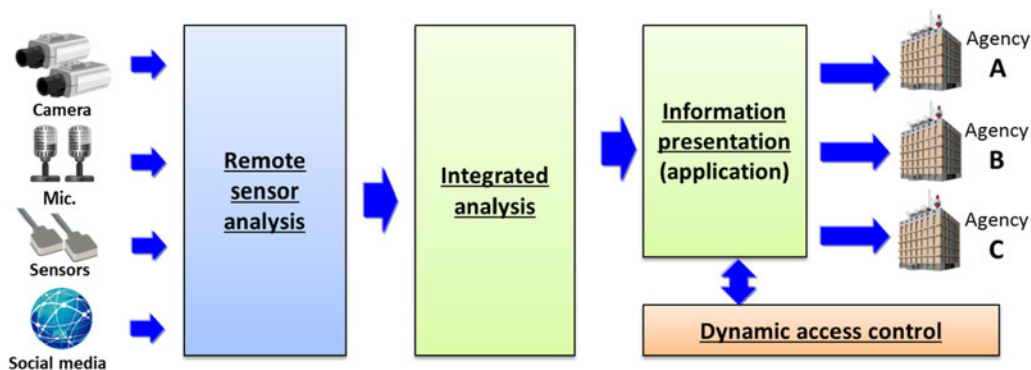 Camera
Mic.
Sensors
Social media
Remote
sensor
analysis
Integrated
analysis
Information
presentation
(application)
Dynamic access control
Agency
A
Agency
B
Agency
C